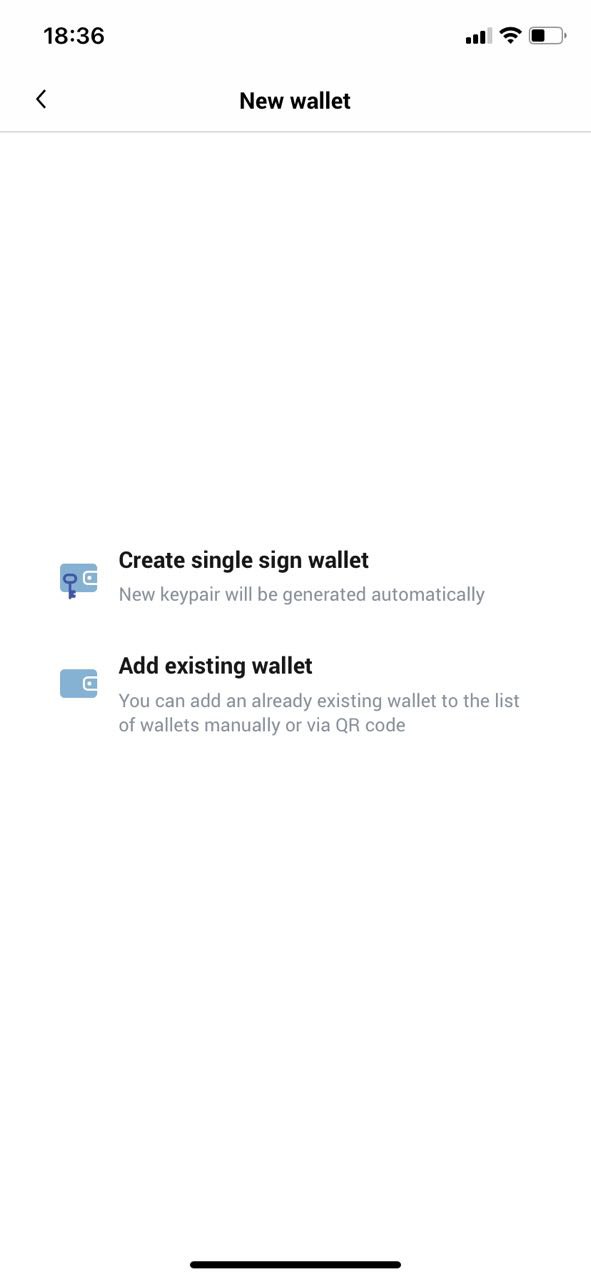 18:36
New wallet
Create single sign wallet
New keypair will be generated automatically
Add existing wallet
You can add an already existing wallet to the list
of wallets manually or via QR code